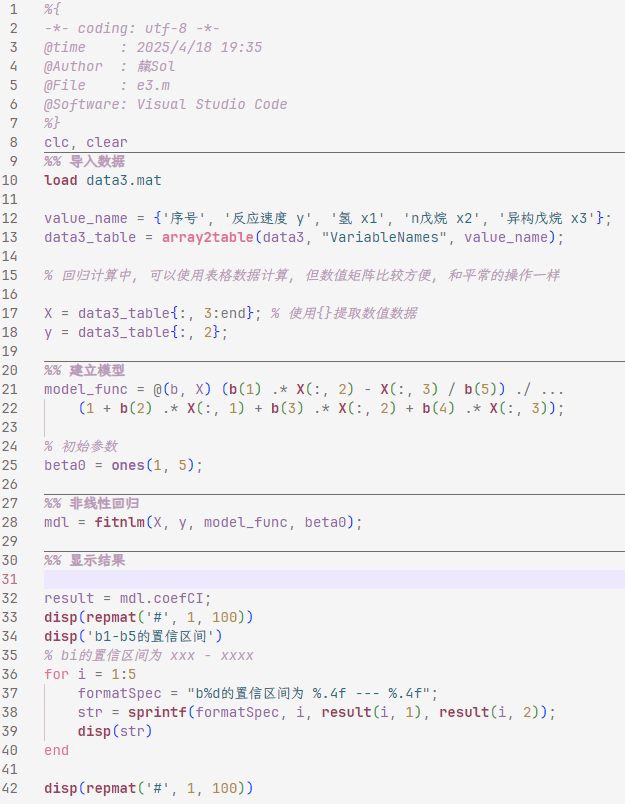 1 %{
2 -*- coding: utf-8 -*-
3 @time    : 2025/4/18 19:35
4 @Author  : 藕Sol
5 @File    : e3.m
6 @Software: Visual Studio Code
7 %}
8 clc, clear
9 %% 导入数据
10 load data3.mat
11
12 value_name = {'序号', '反应速度 y', '氢 x1', 'n戊烷 x2', '异构戊烷 x3'};
13 data3_table = array2table(data3, "VariableNames", value_name);
14
15 % 回归计算中, 可以使用表格数据计算, 但数值矩阵比较方便, 和平常的操作一样
16
17 X = data3_table{:, 3:end}; % 使用{}提取数值数据
18 y = data3_table{:, 2};
19
20 %% 建立模型
21 model_func = @(b, X) (b(1) .* X(:, 2) - X(:, 3) / b(5)) ./ ...
22     (1 + b(2) .* X(:, 1) + b(3) .* X(:, 2) + b(4) .* X(:, 3));
23
24 % 初始参数
25 beta0 = ones(1, 5);
26
27 %% 非线性回归
28 mdl = fitnlm(X, y, model_func, beta0);
29
30 %% 显示结果
31
32 result = mdl.coefCI;
33 disp(repmat('#', 1, 100))
34 disp('b1-b5的置信区间')
35 % bi的置信区间为 xxx - xxxx
36 for i = 1:5
37     formatSpec = "b%d的置信区间为 %.4f --- %.4f";
38     str = sprintf(formatSpec, i, result(i, 1), result(i, 2));
39     disp(str)
40 end
41
42 disp(repmat('#', 1, 100))